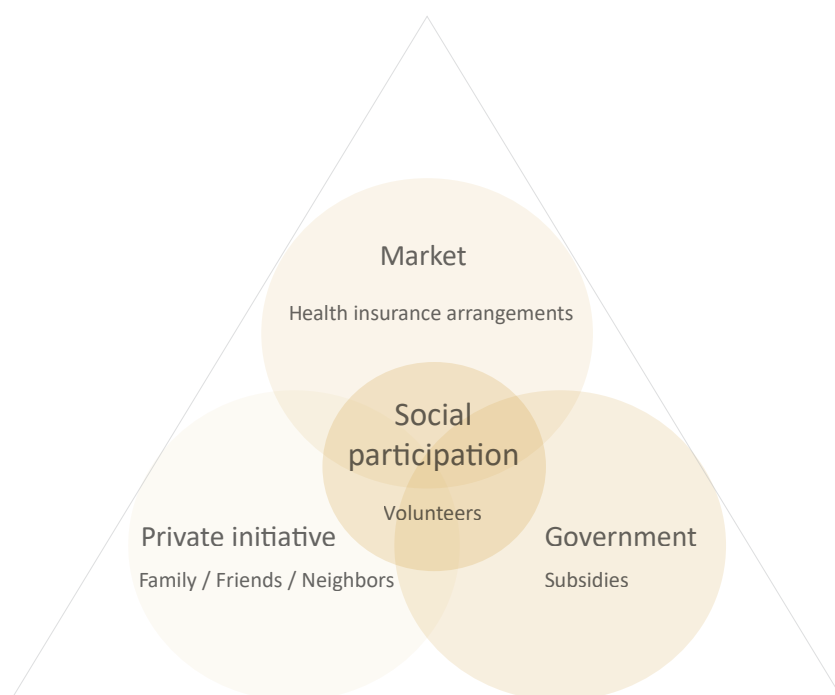 Market
Health insurance arrangements
Social
participation
Volunteers
Private initiative
Family / Friends / Neighbors
Government
Subsidies